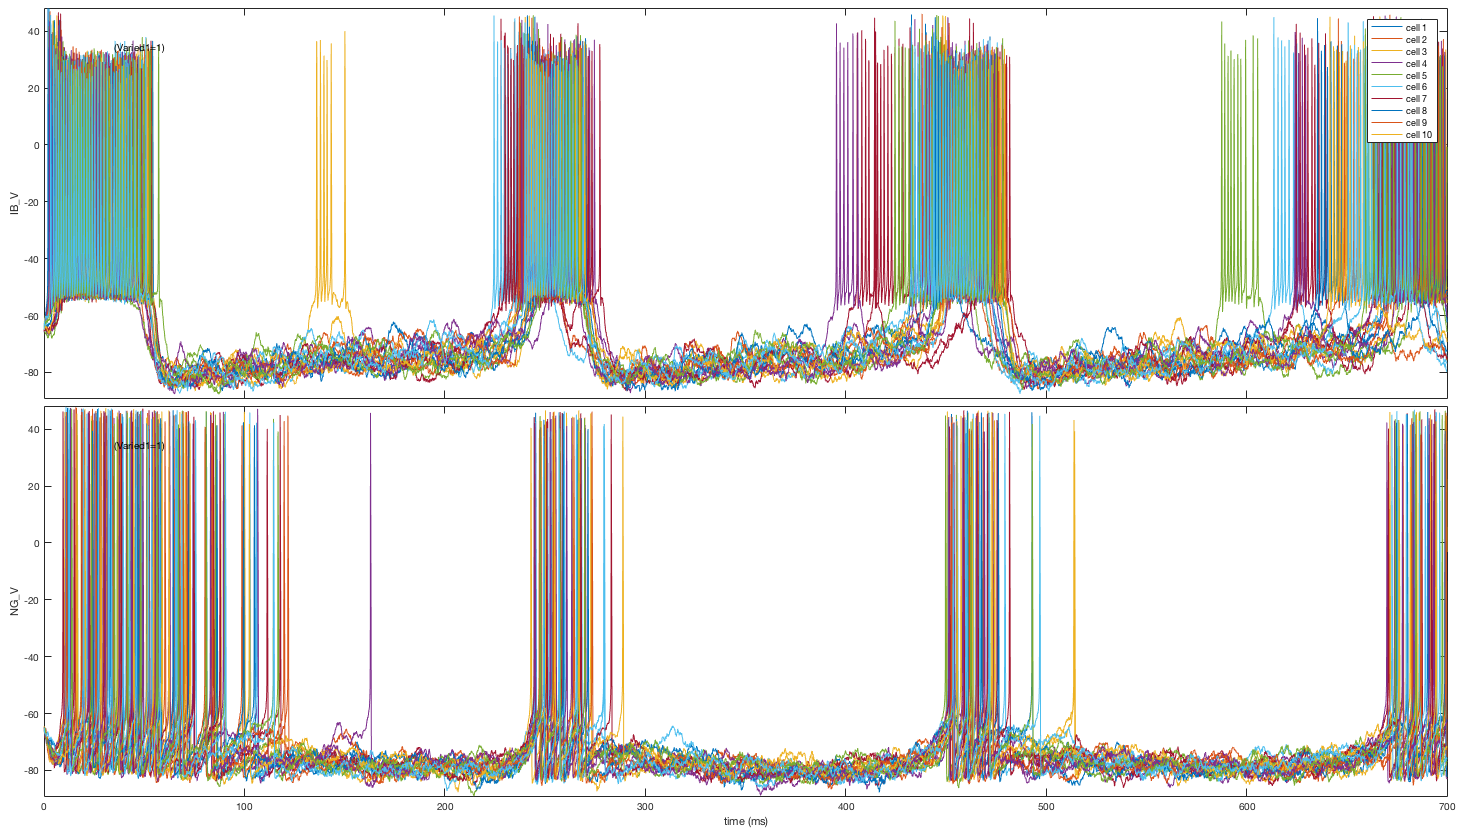 40
20
0
-20
-40
-60
-80
IB_V
(Varied1=1)
cell 1
cell 2
cell 3
cell 4
cell 5
cell 6
cell 7
cell 8
cell 9
cell 10
40
20
0
-20
-40
-60
-80
NG_V
(Varied1=1)
0 100 200 300 400 500 600 700
time (ms)